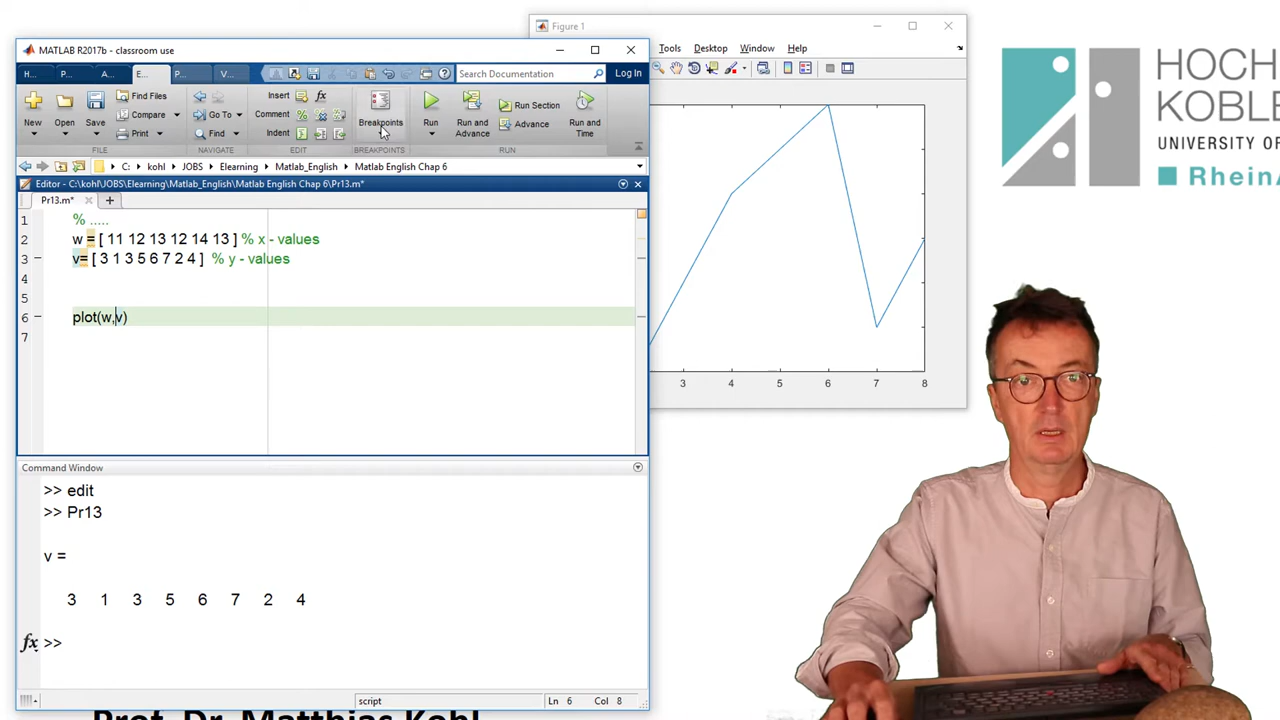 Figure 1
Tools Desktop Window Help
MATLAB R2017b - classroom use
H... P... A... E... P... V... Search Documentation Log In
New Open Save Find Files Compare Print
Go To Find
Insert fx
Comment %
Indent
Breakpoints
Run Run and Advance Run Section Advance Run and Time
FILE NAVIGATE EDIT BREAKPOINTS RUN
C: kohl JOBS Elearning Matlab_English Matlab English Chap 6
Editor - C:\kohl\JOBS\Elearning\Matlab_English\Matlab English Chap 6\Pr13.m*
Pr13.m*
1 % .....
2 w = [ 11 12 13 12 14 13 ] % x - values
3 v= [ 3 1 3 5 6 7 2 4 ] % y - values
4
5
6 plot(w,v)
7
3 4 5 6 7 8
Command Window
>> edit
>> Pr13
v =
3 1 3 5 6 7 2 4
fx >>
script Ln 6 Col 8
HOCH
KOBLE
UNIVERSITY OF
RheinA
Prof. Dr. Matthias Kohl